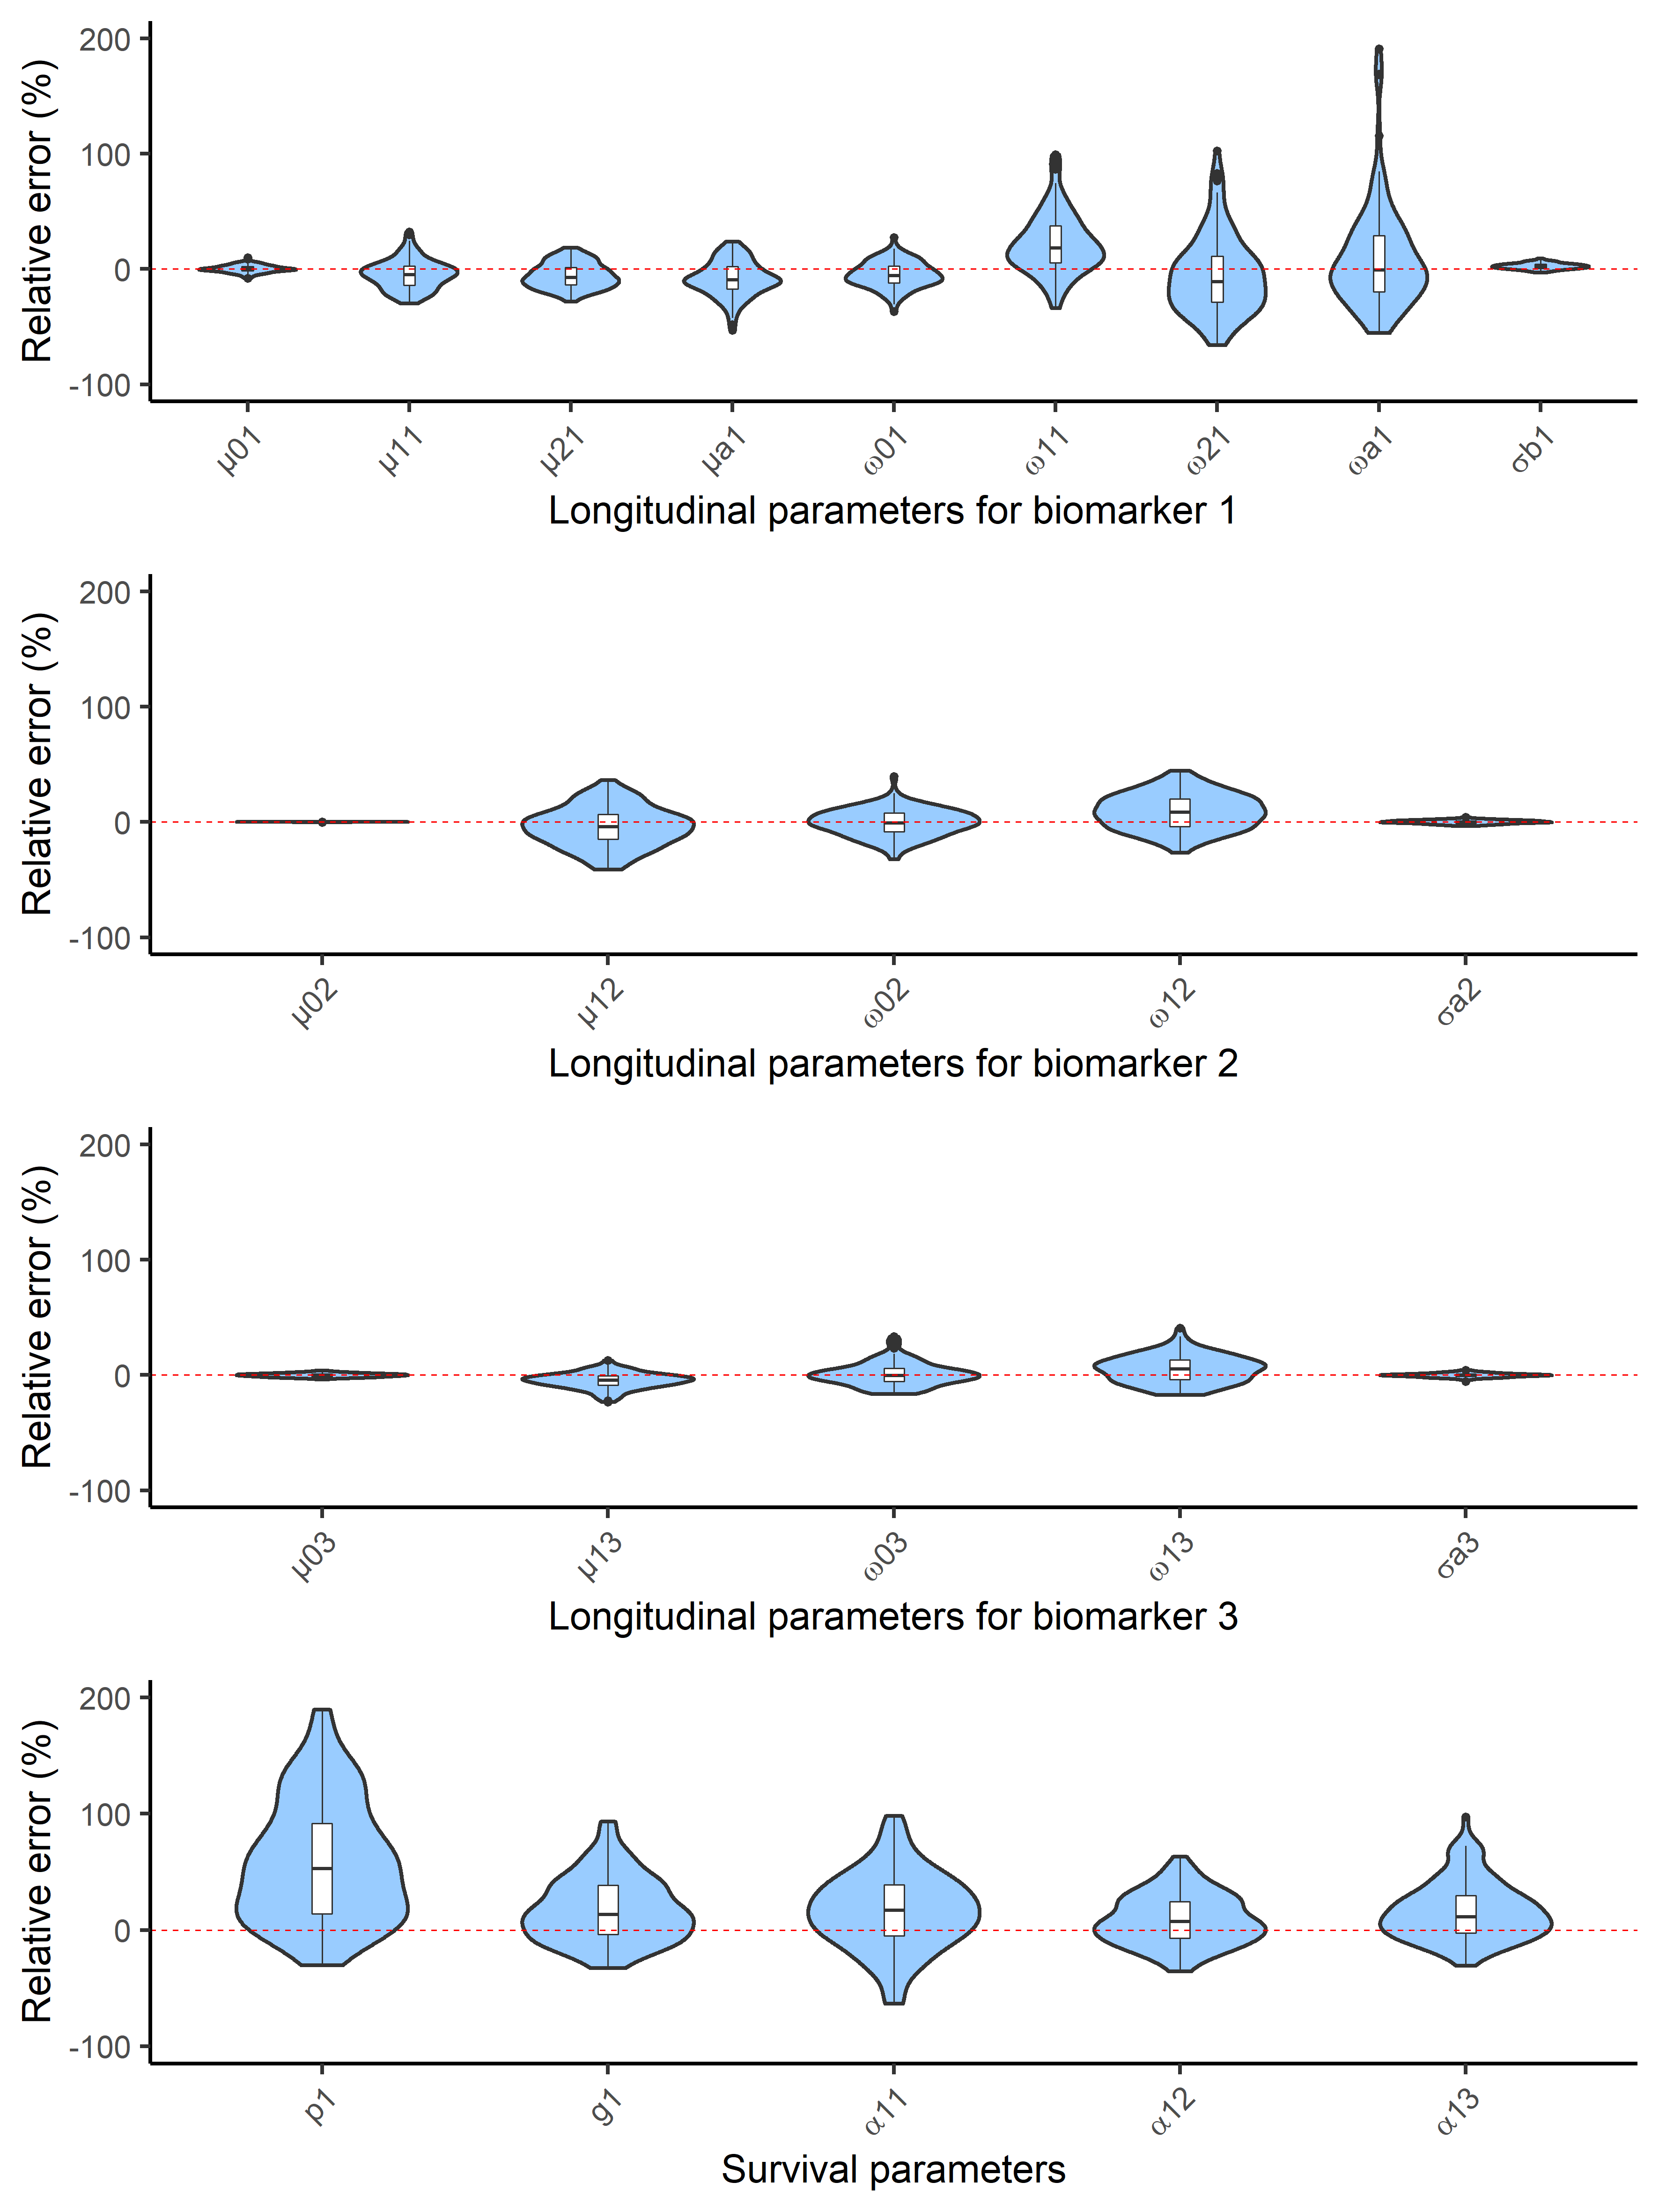 Relative error (%)
200
100
0
-100
μ01 μ11 μ21 μa1 ω01 ω11 ω21 ωa1 σb1
Longitudinal parameters for biomarker 1
Relative error (%)
200
100
0
-100
μ02 μ12 ω02 ω12 σa2
Longitudinal parameters for biomarker 2
Relative error (%)
200
100
0
-100
μ03 μ13 ω03 ω13 σa3
Longitudinal parameters for biomarker 3
Relative error (%)
200
100
0
-100
p1 g1 α11 α12 α13
Survival parameters